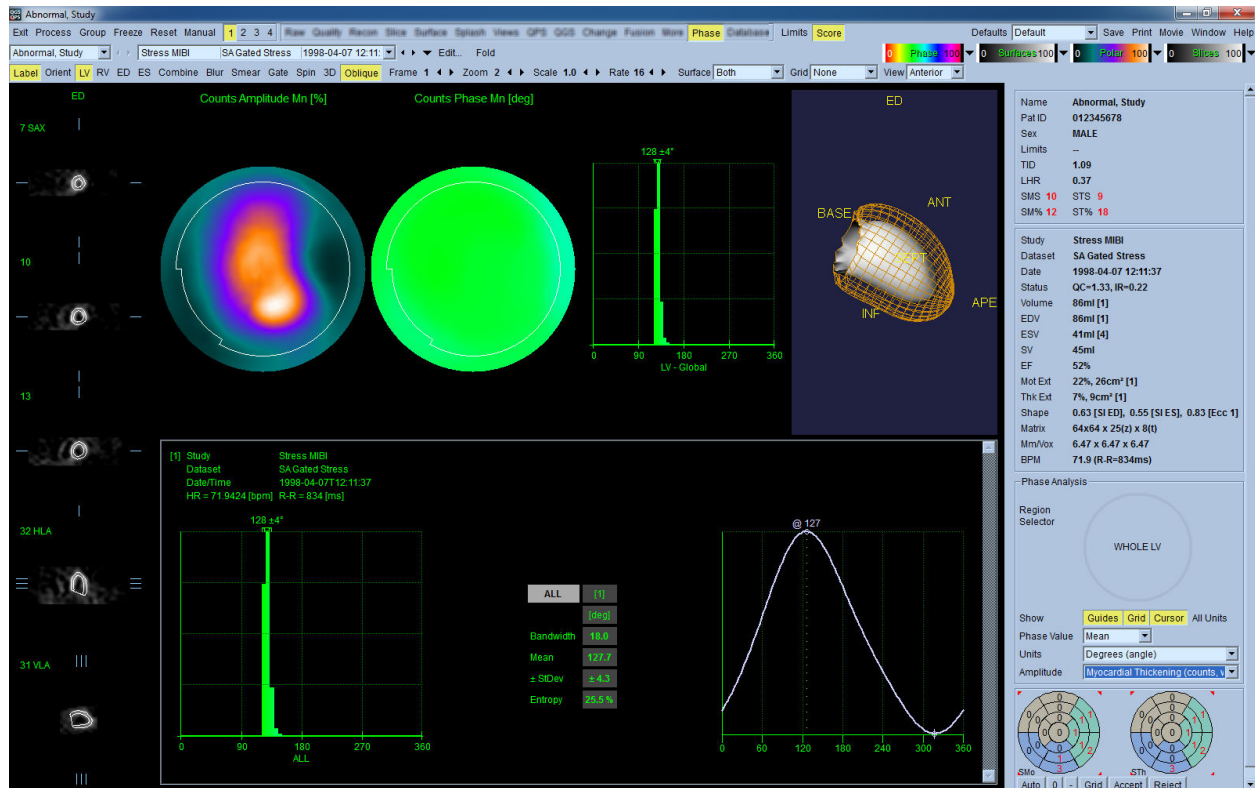 QGS QPS Abnormal, Study
Exit Process Group Freeze Reset Manual 1 2 3 4 Raw Quality Recon Slice Surface Splash Views QPS QGS Change Fusion More Phase Database Limits Score Defaults Default Save Print Movie Window Help
Abnormal, Study Stress MIBI SA Gated Stress 1998-04-07 12:11: Edit... Fold 0 Phase 100 0 Surfaces 100 0 Polar 100 0 Slices 100
Label Orient LV RV ED ES Combine Blur Smear Gate Spin 3D Oblique Frame 1 Zoom 2 Scale 1.0 Rate 16 Surface Both Grid None View Anterior
ED
7 SAX
10
13
32 HLA
31 VLA
Counts Amplitude Mn [%]
Counts Phase Mn [deg]
128 ±4°
0 90 180 270 360
LV - Global
ED
BASE
ANT
SEPT
INF
APE
[1] Study Stress MIBI
Dataset SA Gated Stress
Date/Time 1998-04-07T12:11:37
HR = 71.9424 [bpm] R-R = 834 [ms]
128 ±4°
0 90 180 270 360
ALL
ALL [1]
[deg]
Bandwidth 18.0
Mean 127.7
± StDev ± 4.3
Entropy 25.5 %
@ 127
0 60 120 180 240 300 360
Name Abnormal, Study
Pat ID 012345678
Sex MALE
Limits --
TID 1.09
LHR 0.37
SMS 10 STS 9
SM% 12 ST% 18
Study Stress MIBI
Dataset SA Gated Stress
Date 1998-04-07 12:11:37
Status QC=1.33, IR=0.22
Volume 86ml [1]
EDV 86ml [1]
ESV 41ml [4]
SV 45ml
EF 52%
Mot Ext 22%, 26cm² [1]
Thk Ext 7%, 9cm² [1]
Shape 0.63 [SI ED], 0.55 [SI ES], 0.83 [Ecc 1]
Matrix 64x64 x 25(z) x 8(t)
Mm/Vox 6.47 x 6.47 x 6.47
BPM 71.9 (R-R=834ms)
Phase Analysis
Region
Selector
WHOLE LV
Show Guides Grid Cursor All Units
Phase Value Mean
Units Degrees (angle)
Amplitude Myocardial Thickening (counts, v
SMo
STh
Auto 0 - Grid Accept Reject